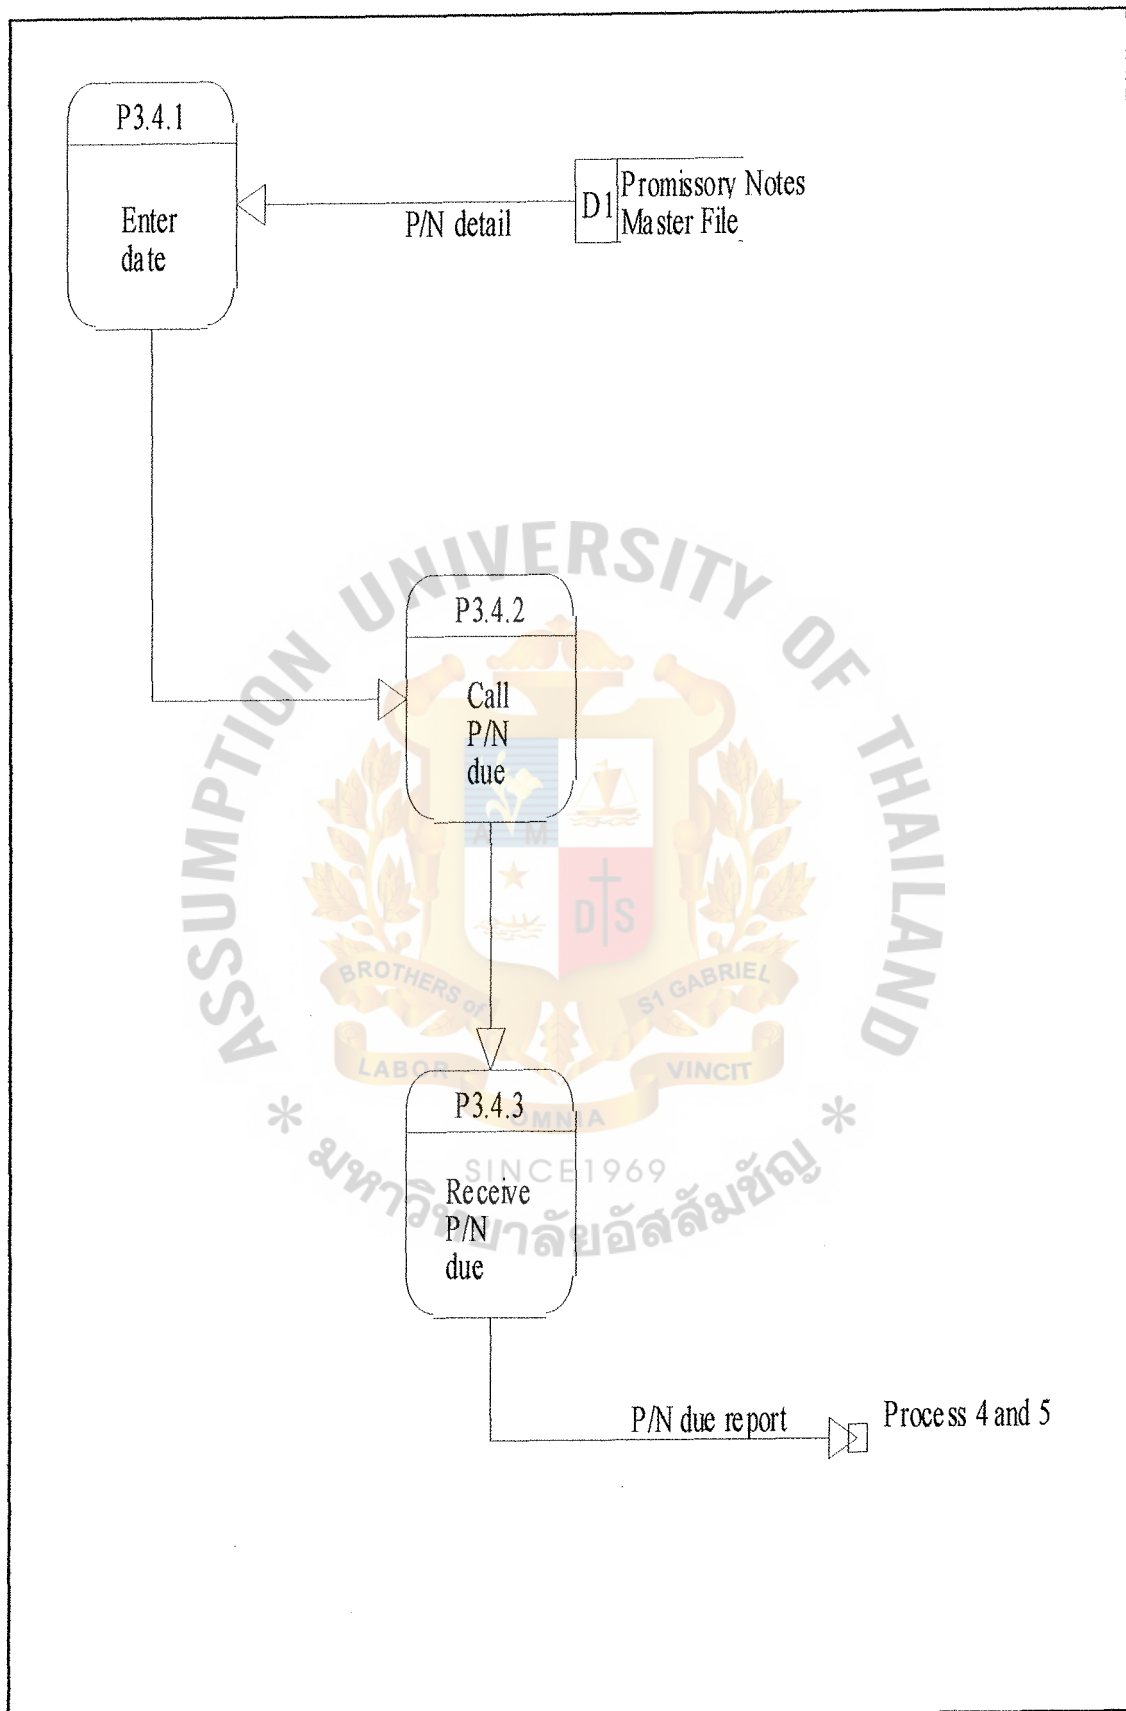 P3.4.1
Enter
date
P/N detail
D1
Promissory Notes
Master File
P3.4.2
Call
P/N
due
P3.4.3
Receive
P/N
due
P/N due report
Process 4 and 5
ASSUMPTION UNIVERSITY OF THAILAND
A M
D S
BROTHERS of
S1 GABRIEL
LABOR
VINCIT
OMNIA
SINCE 1969
มหาวิทยาลัยอัสสัมชัญ